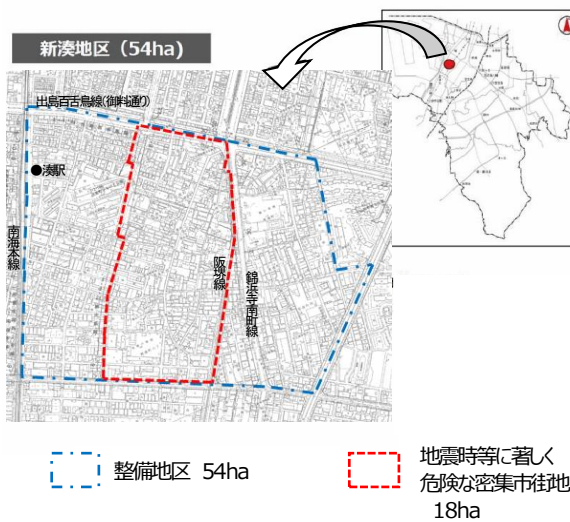 新湊地区（54ha）
出島百舌鳥線(御料通り)
●湊駅
南海本線
阪堺線
錦浜寺南町線
整備地区 54ha
地震時等に著しく
危険な密集市街地
18ha